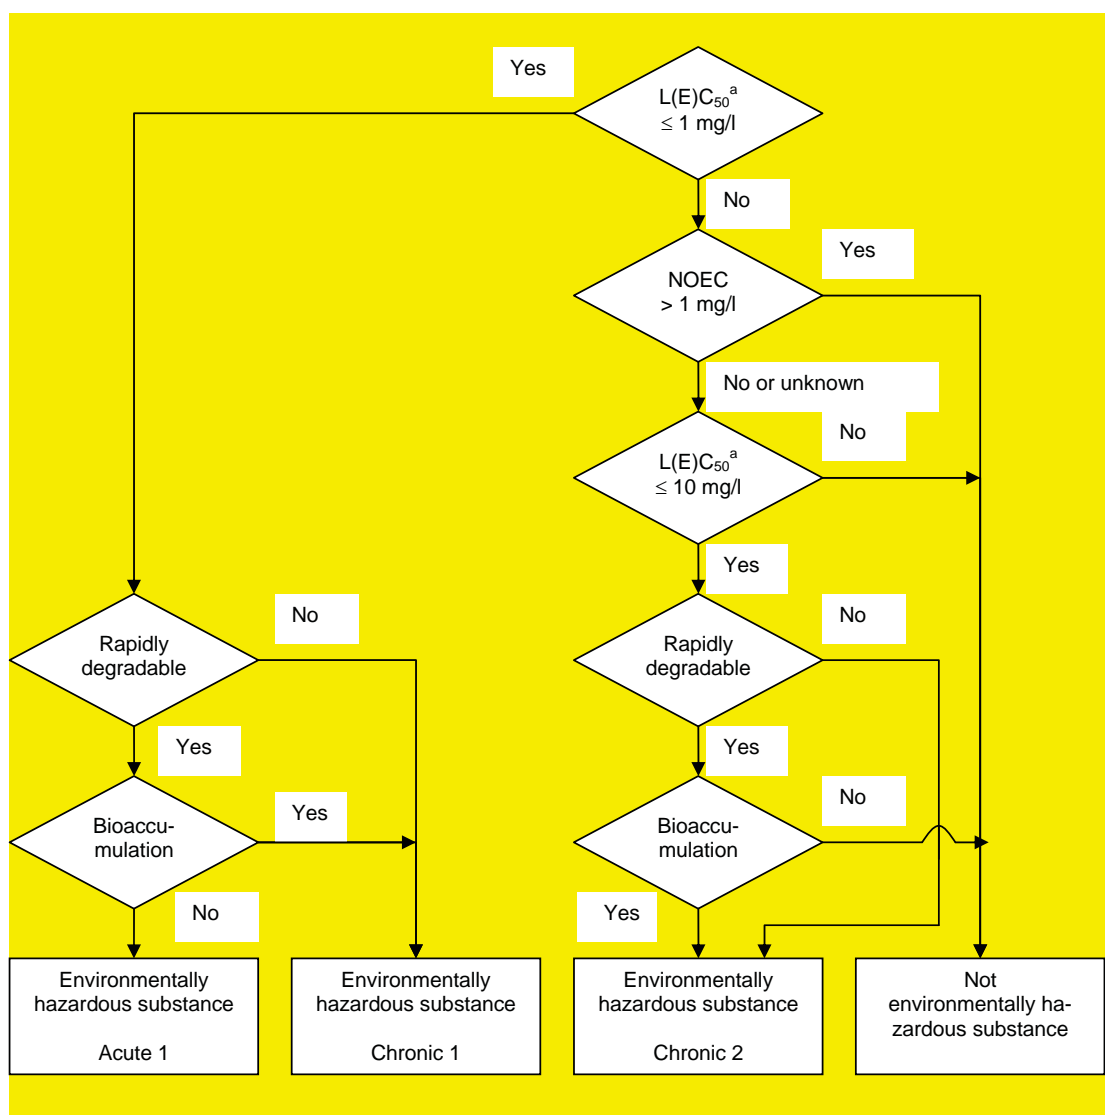 Yes
L(E)C₅₀ᵃ
≤ 1 mg/l
No
Yes
NOEC
> 1 mg/l
No or unknown
No
L(E)C₅₀ᵃ
≤ 10 mg/l
Yes
No
No
Rapidly
degradable
Rapidly
degradable
Yes
Yes
No
Yes
Bioaccu-
mulation
Bioaccu-
mulation
No
Yes
Environmentally
hazardous substance
Acute 1
Environmentally
hazardous substance
Chronic 1
Environmentally
hazardous substance
Chronic 2
Not
environmentally ha-
zardous substance